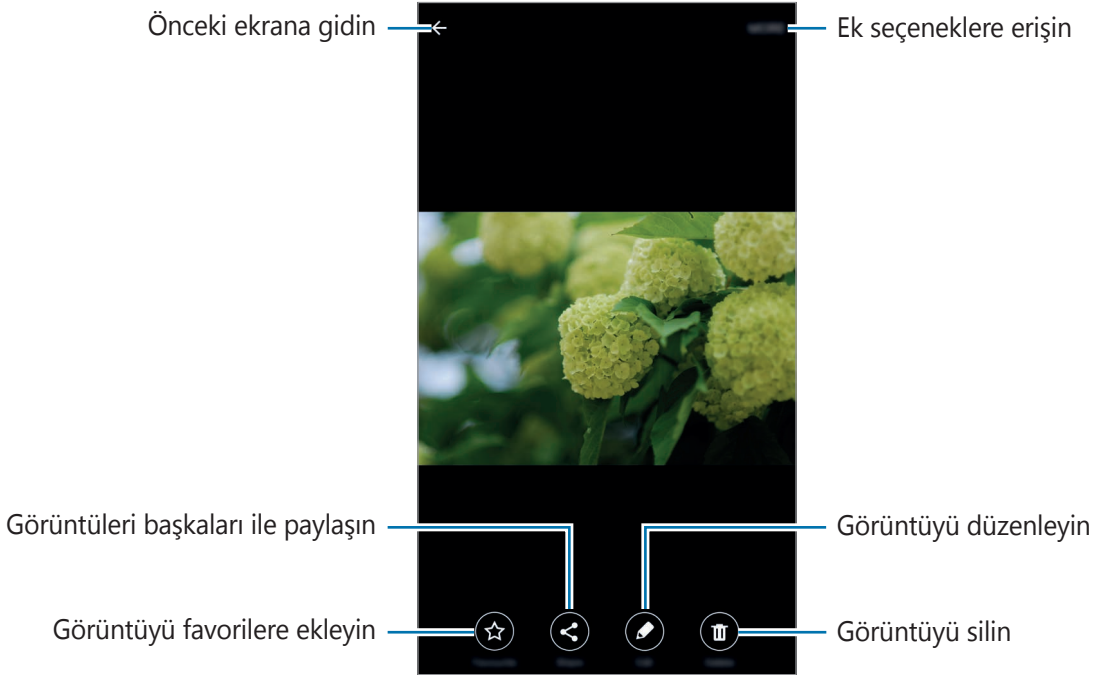 Önceki ekrana gidin
Ek seçeneklere erişin
Görüntüleri başkaları ile paylaşın
Görüntüyü düzenleyin
Görüntüyü favorilere ekleyin
Görüntüyü silin